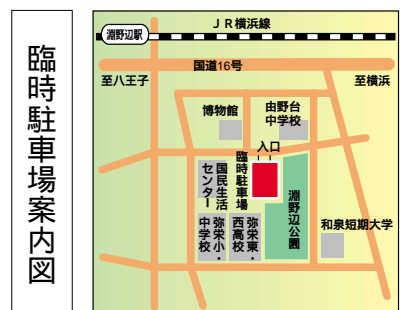 臨時駐車場案内図
JR横浜線
淵野辺駅
国道16号
至八王子
至横浜
博物館
由野台
中学校
入口
臨時駐車場
国民生活
センター
淵野辺公園
弥栄小・
中学校
弥栄東・
西高校
和泉短期大学